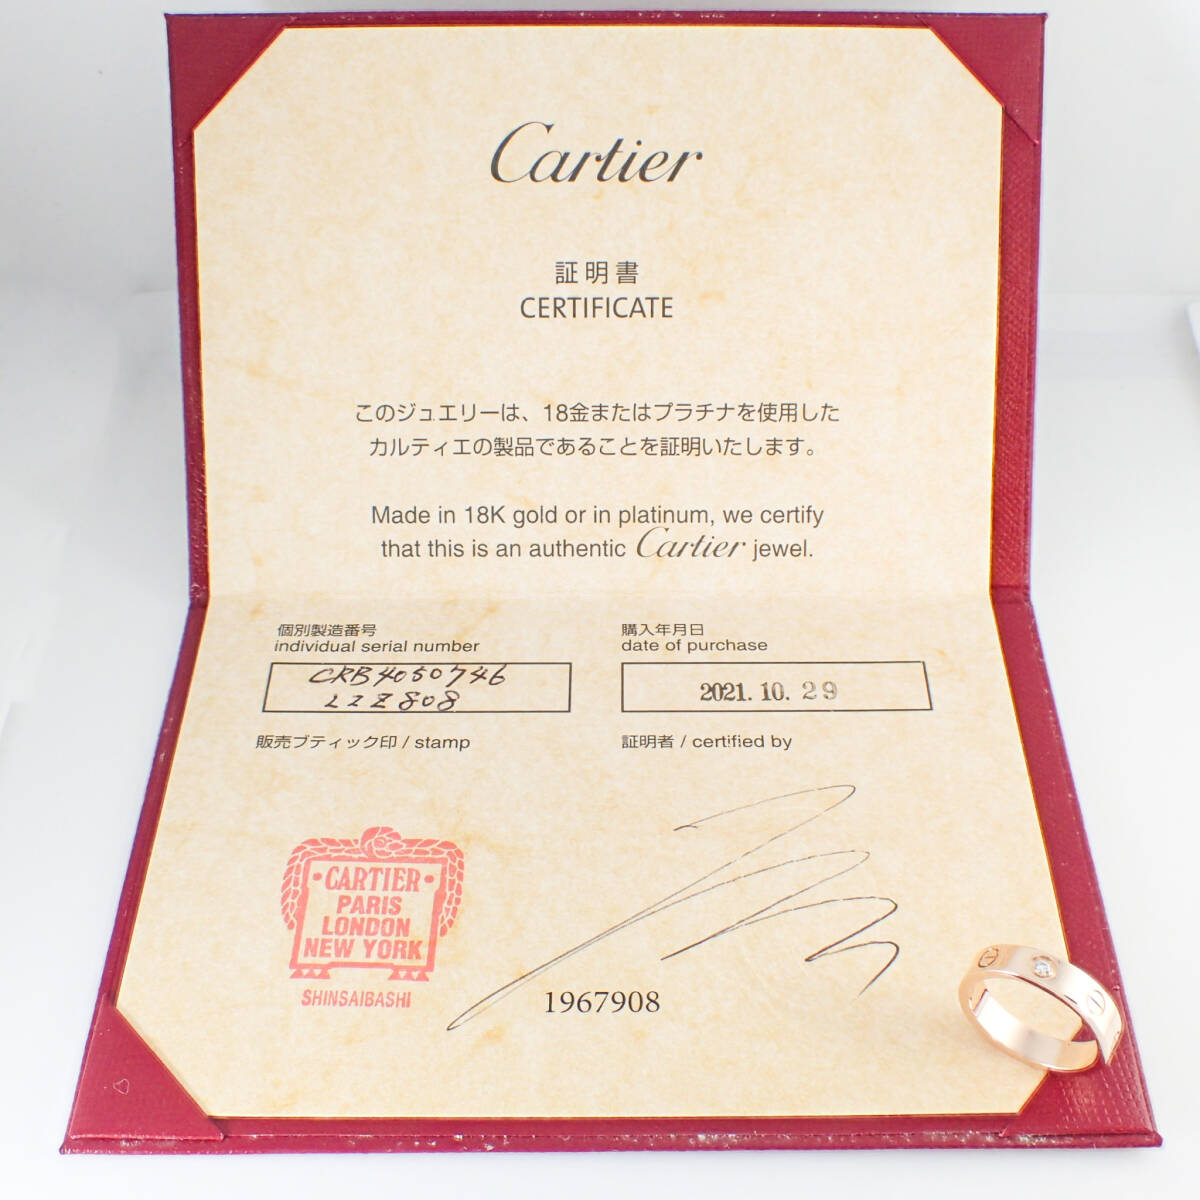 Cartier
証明書
CERTIFICATE
このジュエリーは、18金またはプラチナを使用した
カルティエの製品であることを証明いたします。
Made in 18K gold or in platinum, we certify
that this is an authentic Cartier jewel.
個別製造番号
individual serial number
CRB4050746
LZZ808
購入年月日
date of purchase
2021.10.29
販売ブティック印 / stamp
証明者 / certified by
CARTIER
PARIS
LONDON
NEW YORK
SHINSAIBASHI
1967908